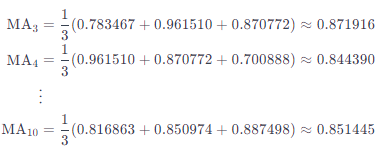 MA₃ = 1/3(0.783467 + 0.961510 + 0.870772) ≈ 0.871916
MA₄ = 1/3(0.961510 + 0.870772 + 0.700888) ≈ 0.844390
⋮
MA₁₀ = 1/3(0.816863 + 0.850974 + 0.887498) ≈ 0.851445